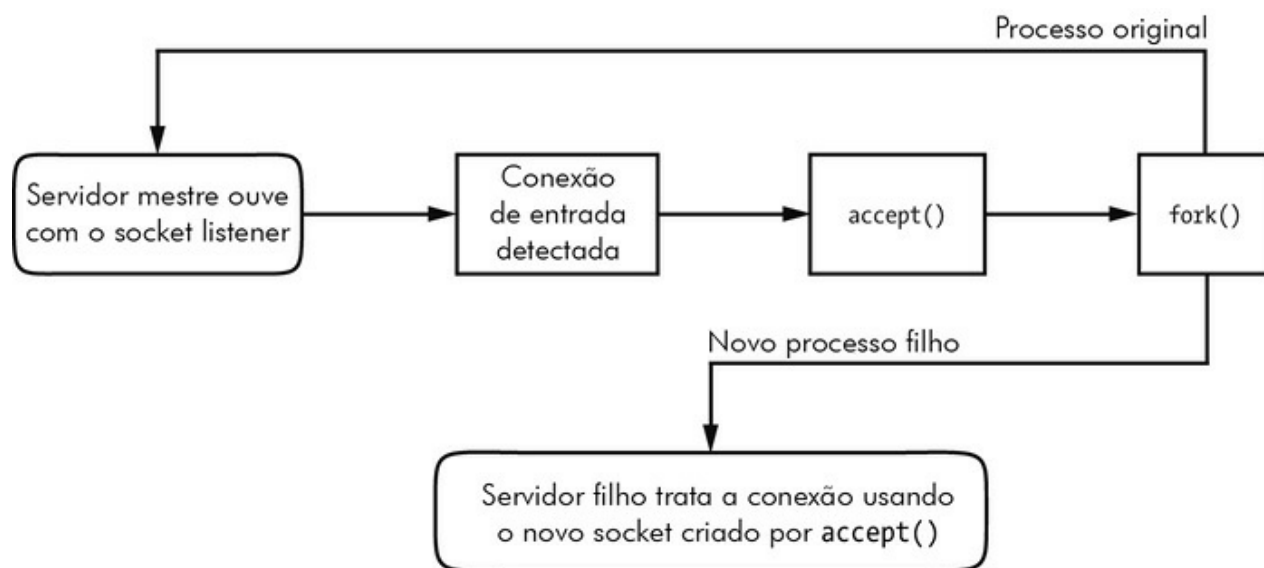 Processo original
Servidor mestre ouve
com o socket listener
Conexão
de entrada
detectada
accept()
fork()
Novo processo filho
Servidor filho trata a conexão usando
o novo socket criado por accept()